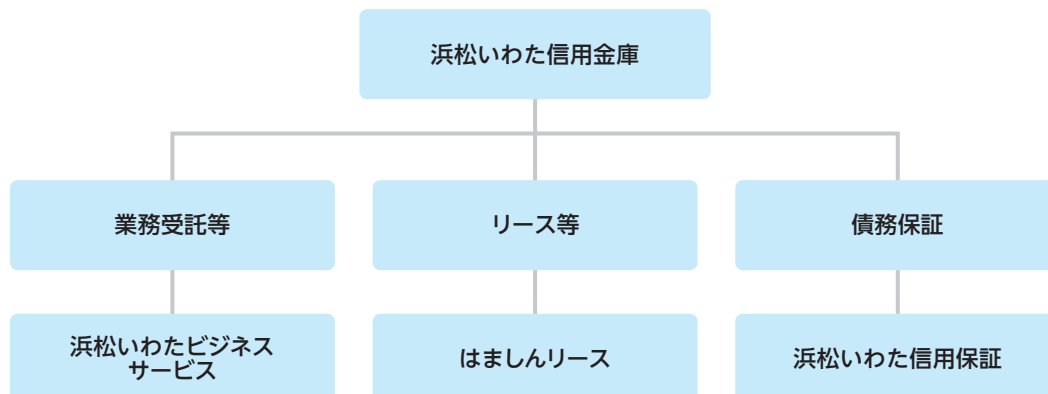 浜松いわた信用金庫
業務受託等
リース等
債務保証
浜松いわたビジネス
サービス
はましんリース
浜松いわた信用保証